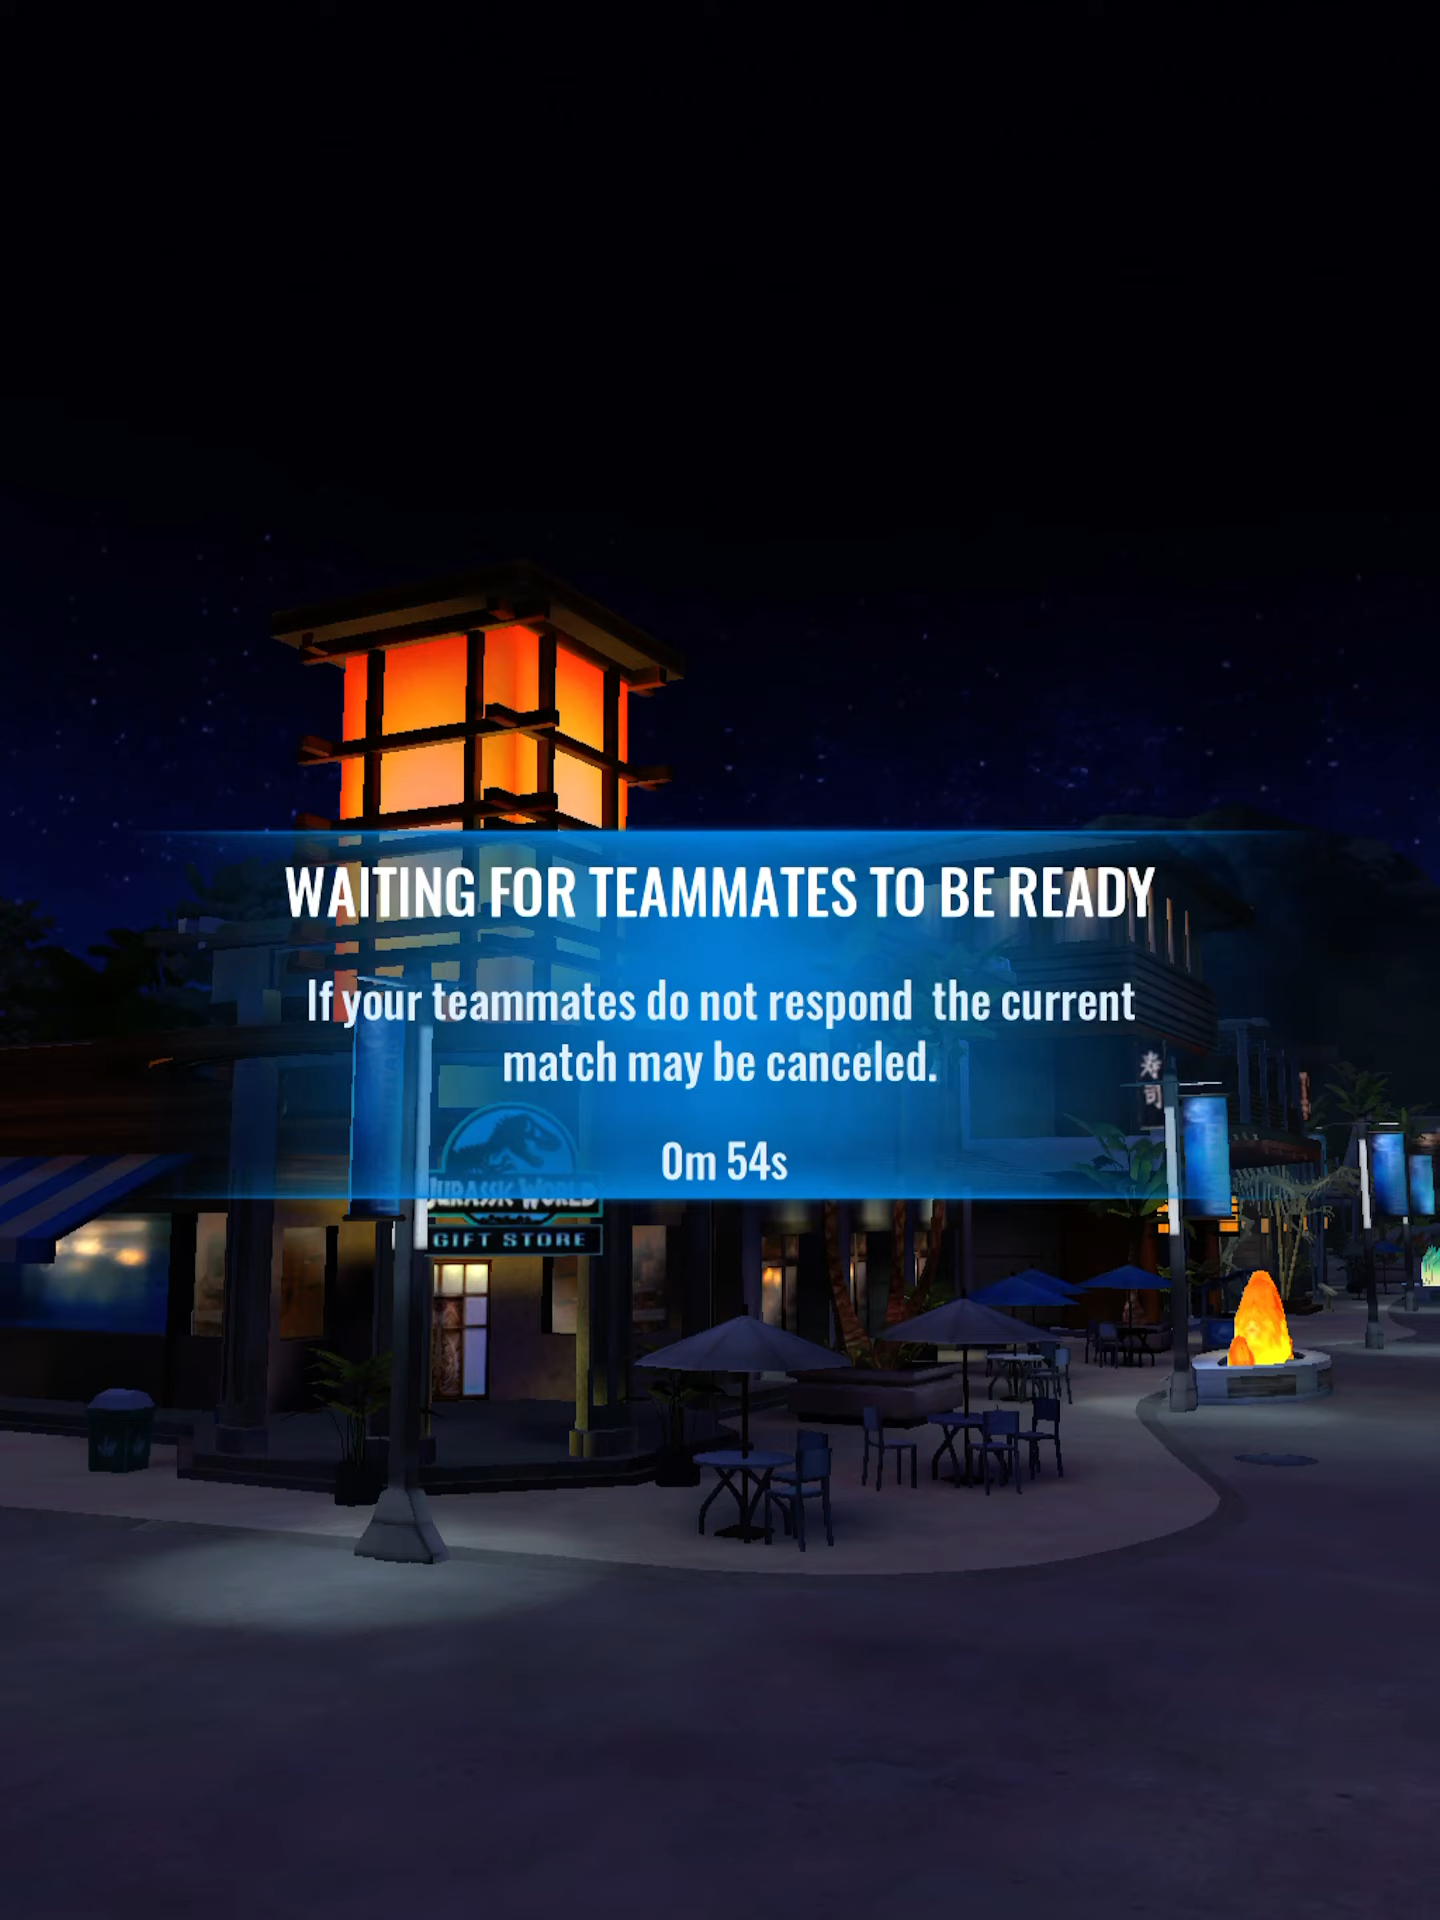 WAITING FOR TEAMMATES TO BE READY
If your teammates do not respond the current
match may be canceled.
寿
司
0m 54s
JURASSIC WORLD
GIFT STORE